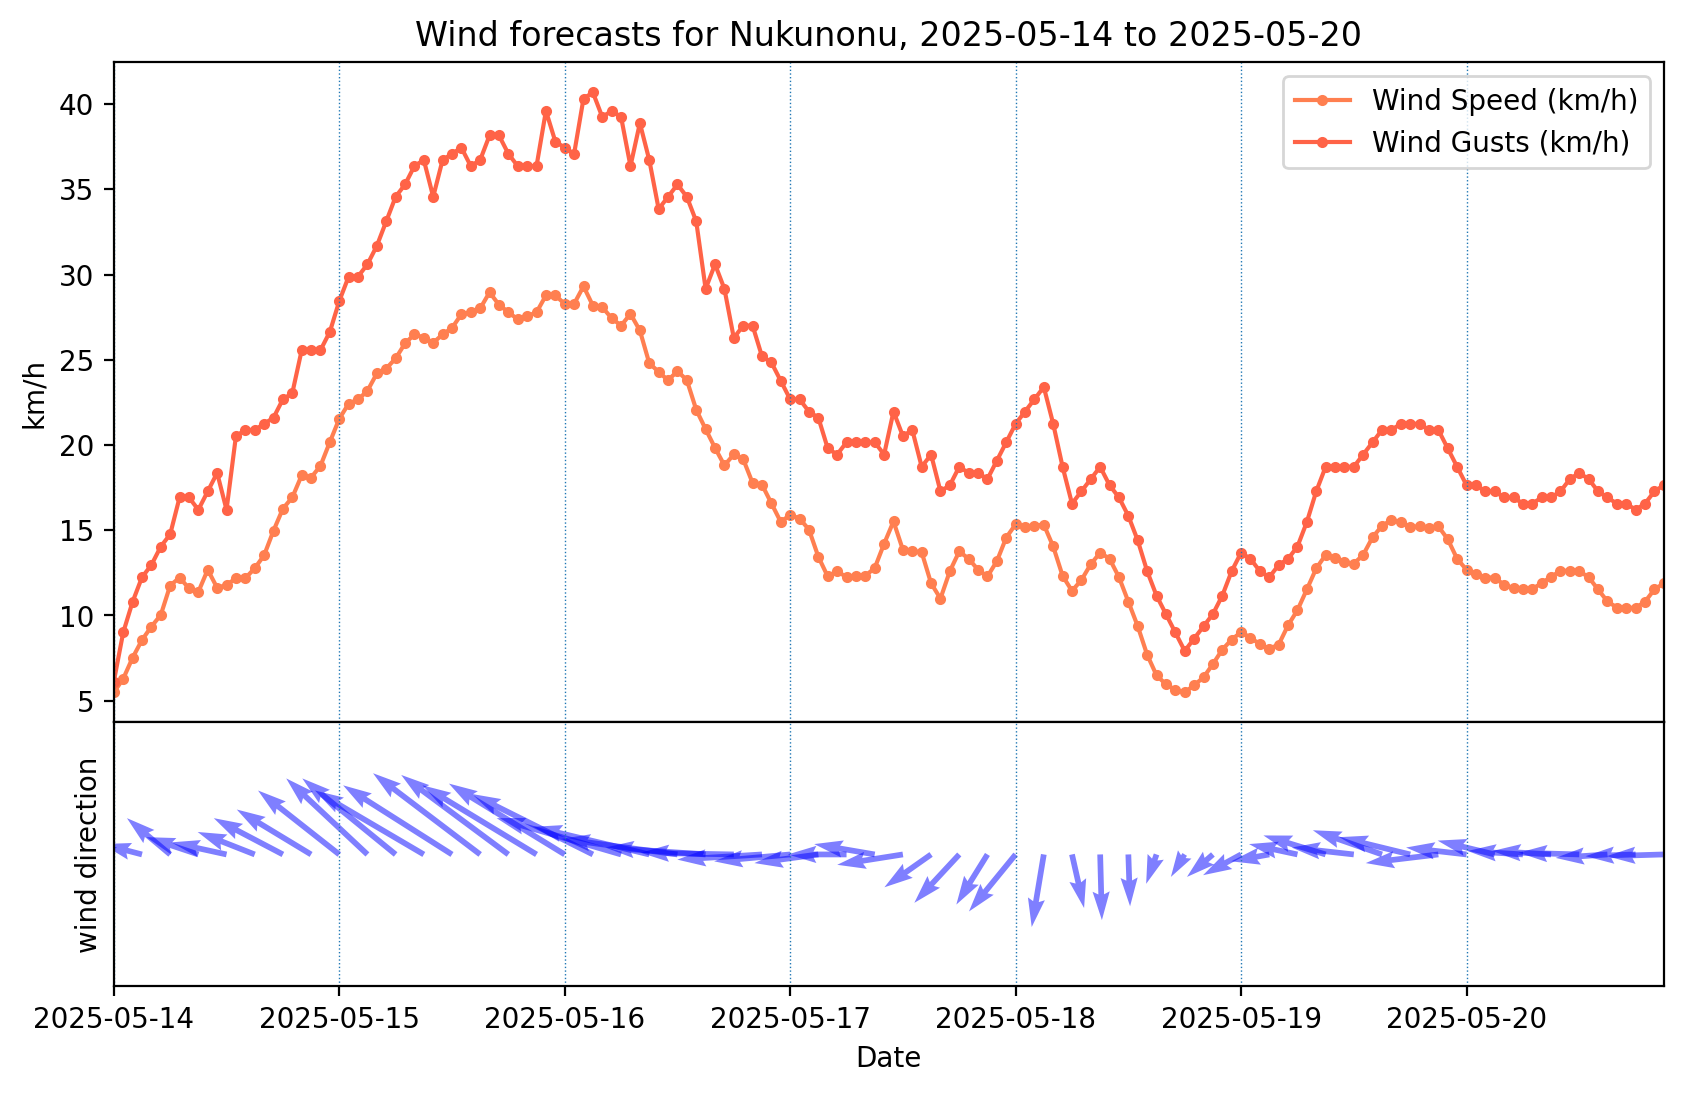 Wind forecasts for Nukunonu, 2025-05-14 to 2025-05-20
Wind Speed (km/h)
Wind Gusts (km/h)
40
35
30
25
20
15
10
5
km/h
wind direction
2025-05-14
2025-05-15
2025-05-16
2025-05-17
2025-05-18
2025-05-19
2025-05-20
Date